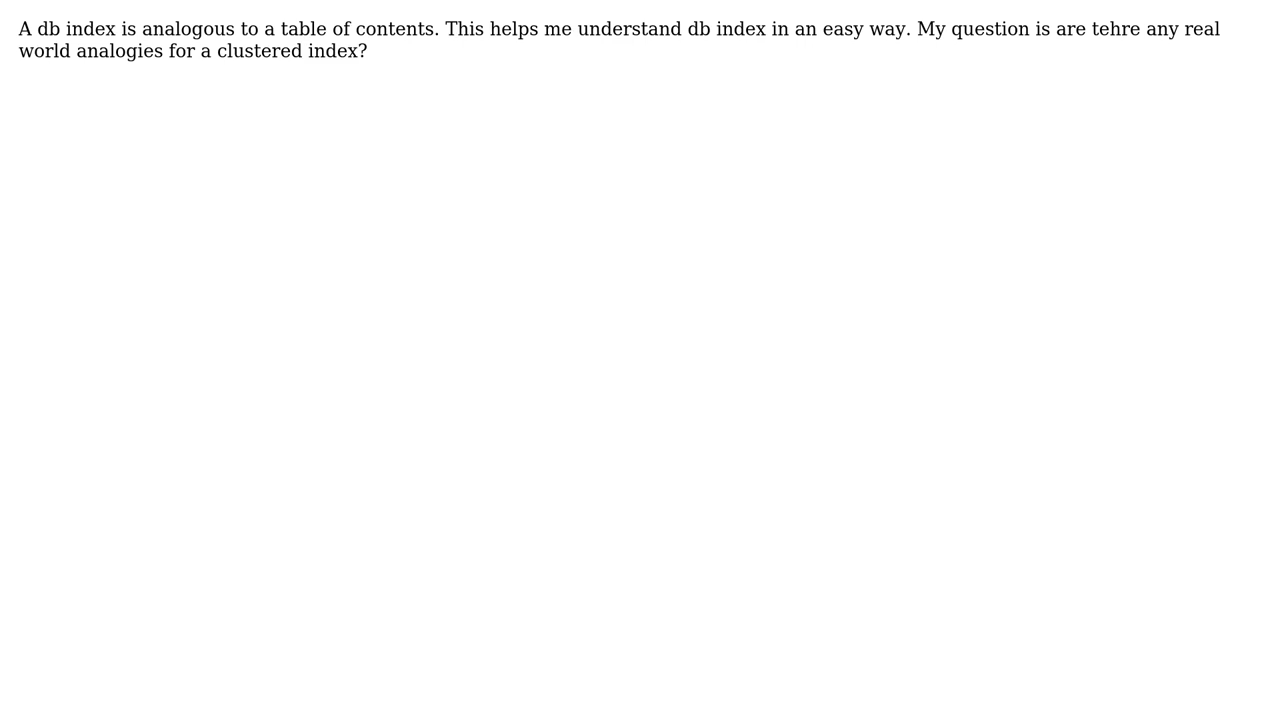 A db index is analogous to a table of contents. This helps me understand db index in an easy way. My question is are tehre any real
world analogies for a clustered index?